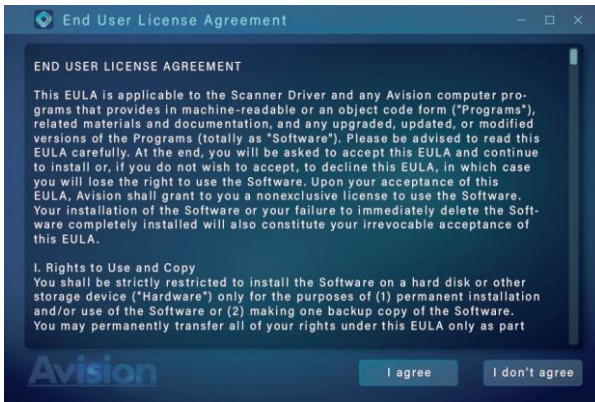 End User License Agreement
END USER LICENSE AGREEMENT
This EULA is applicable to the Scanner Driver and any Avision computer pro-
grams that provides in machine-readable or an object code form ("Programs"),
related materials and documentation, and any upgraded, updated, or modified
versions of the Programs (totally as "Software"). Please be advised to read this
EULA carefully. At the end, you will be asked to accept this EULA and continue
to install or, if you do not wish to accept, to decline this EULA, in which case
you will lose the right to use the Software. Upon your acceptance of this
EULA, Avision shall grant to you a nonexclusive license to use the Software.
Your installation of the Software or your failure to immediately delete the Soft-
ware completely installed will also constitute your irrevocable acceptance of
this EULA.
I. Rights to Use and Copy
You shall be strictly restricted to install the Software on a hard disk or other
storage device ("Hardware") only for the purposes of (1) permanent installation
and/or use of the Software or (2) making one backup copy of the Software.
You may permanently transfer all of your rights under this EULA only as part
Avision
I agree
I don't agree